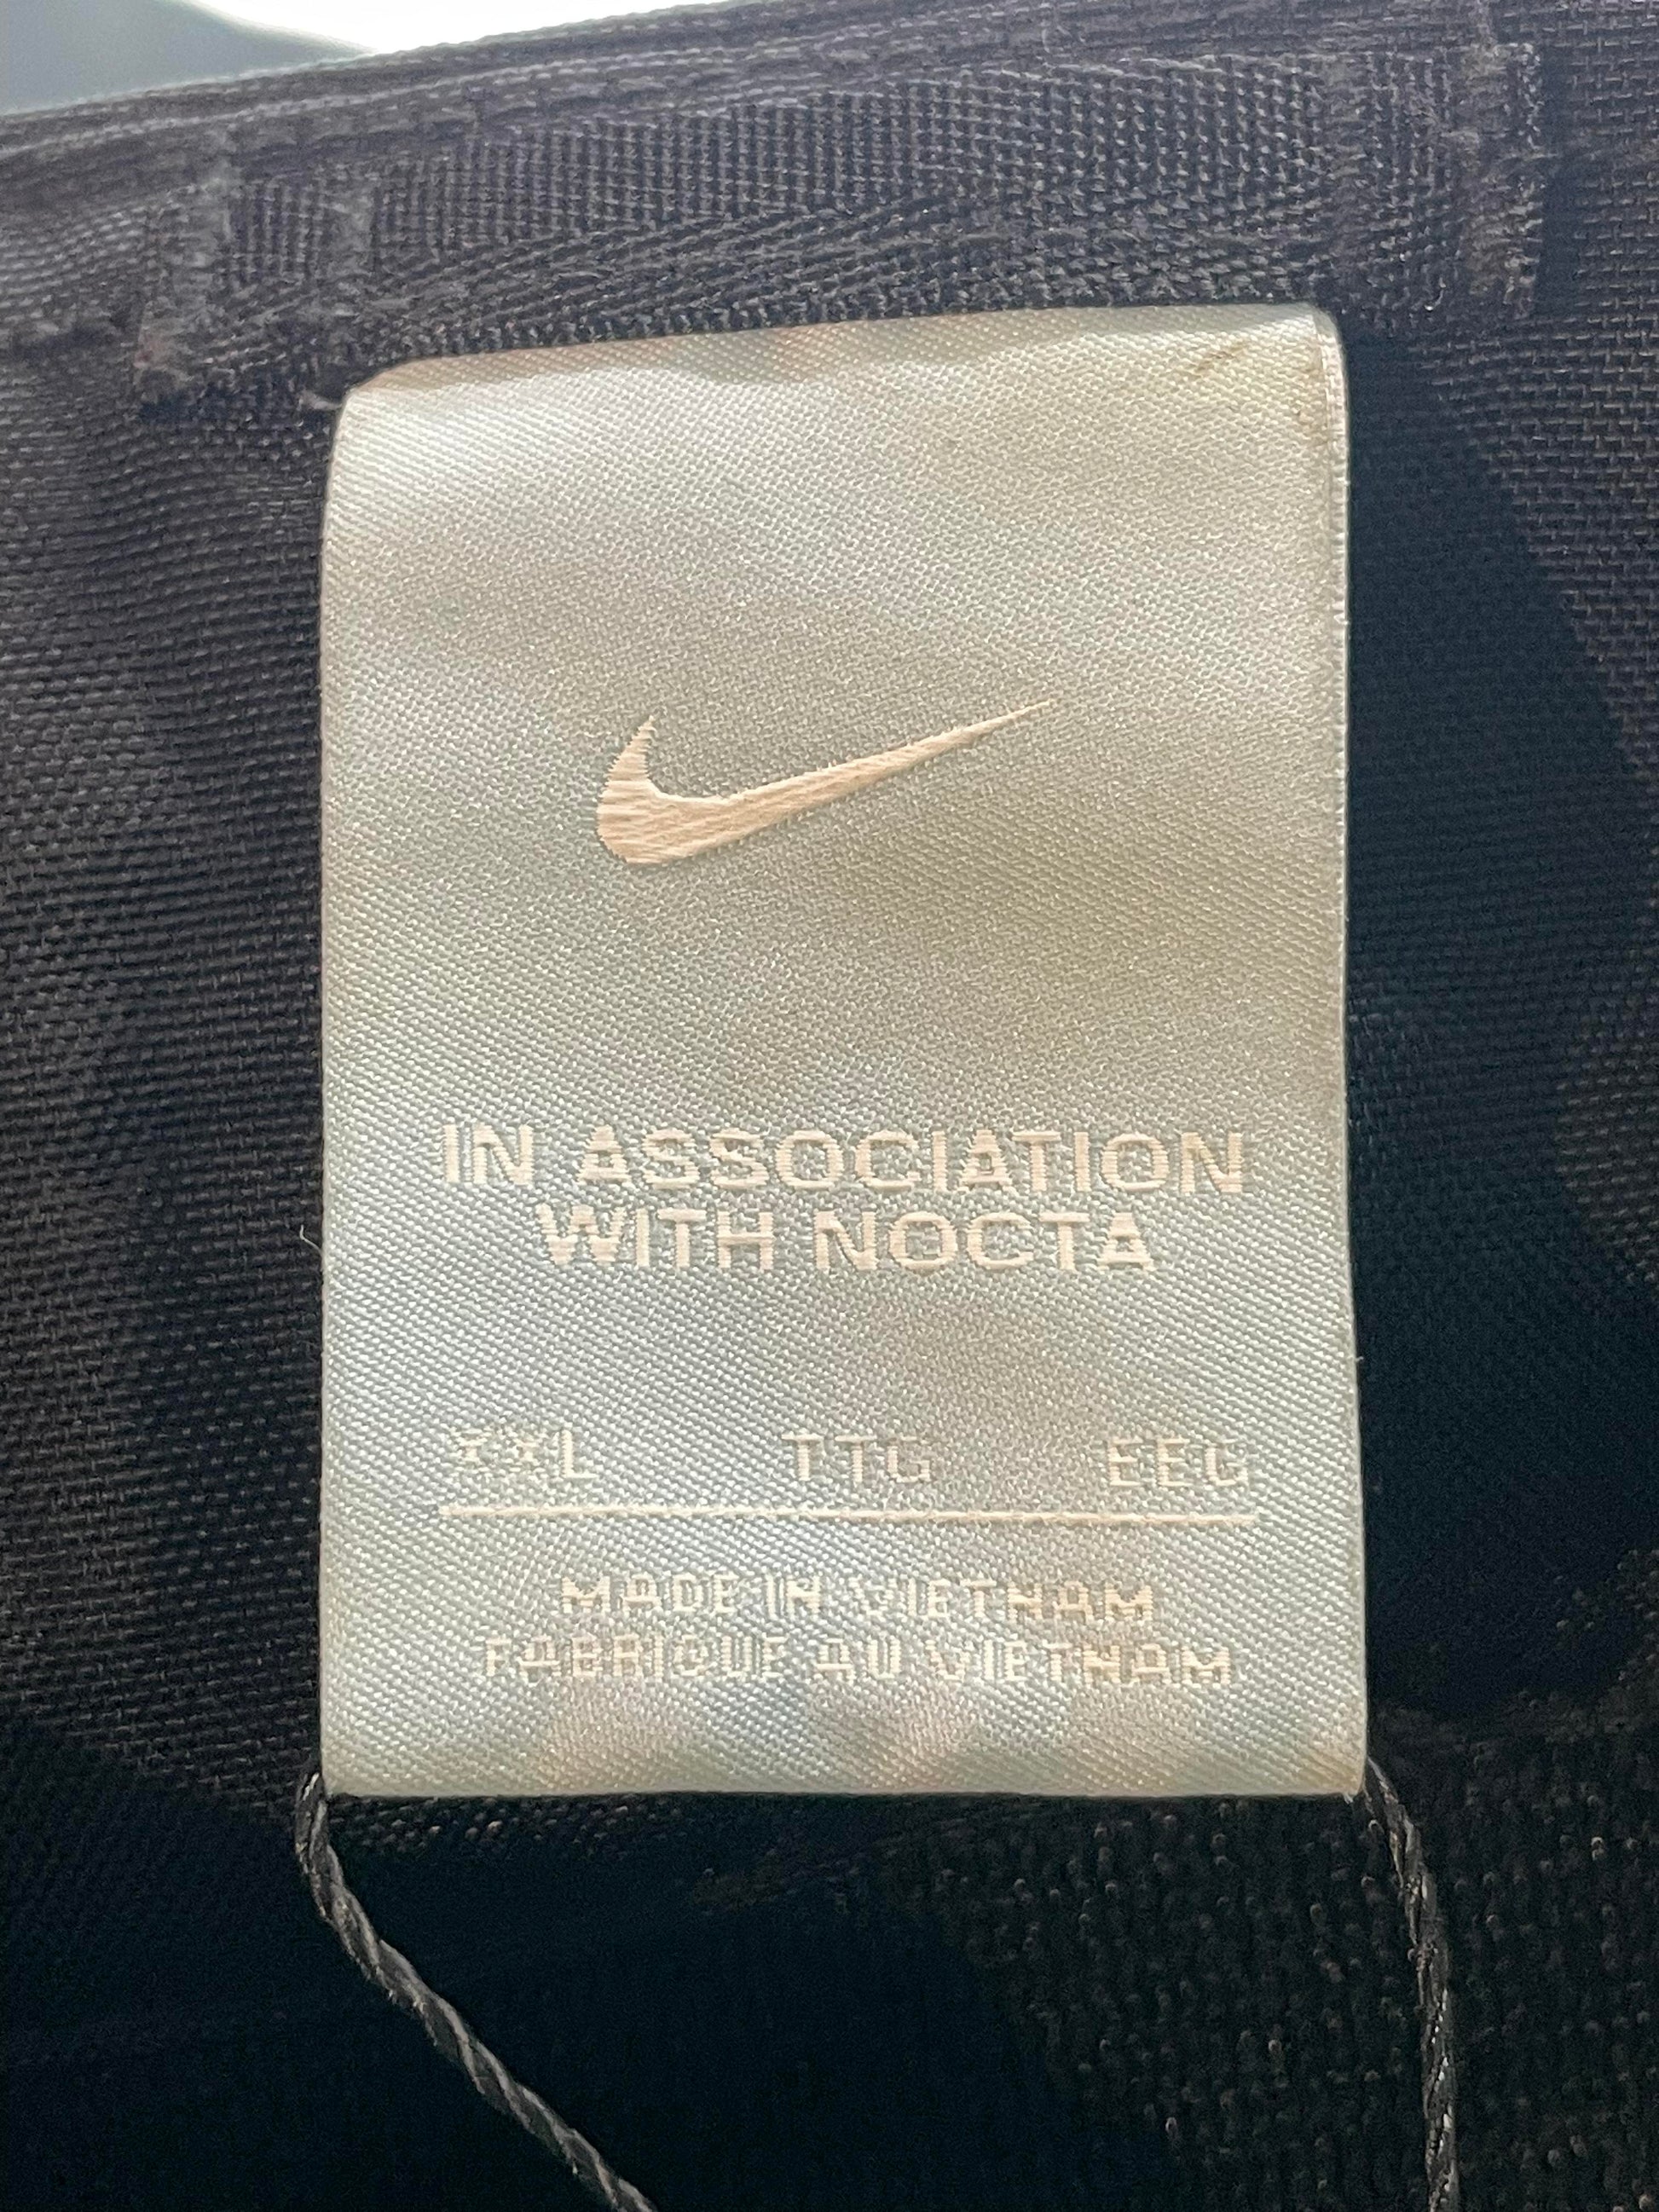 IN ASSOCIATION
WITH NOCTA
XXL TTG EEG
MADE IN VIETNAM
FABRIQUE AU VIETNAM